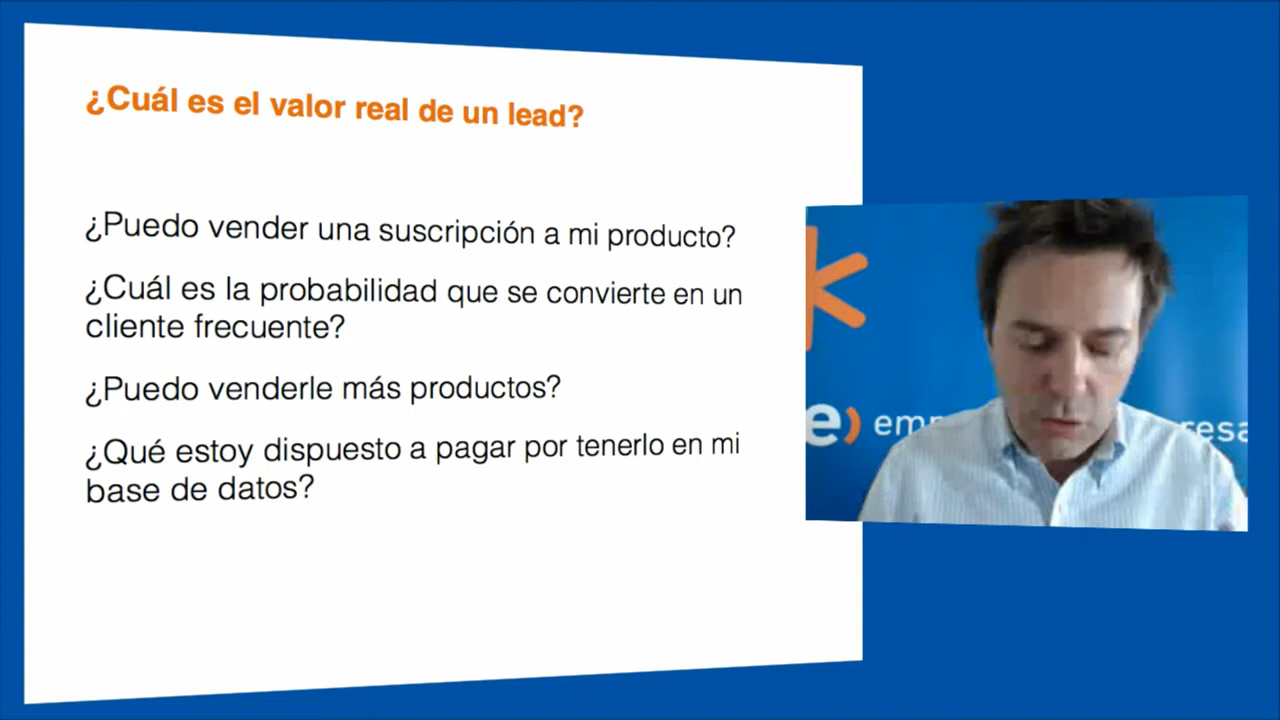 ¿Cuál es el valor real de un lead?
¿Puedo vender una suscripción a mi producto?
¿Cuál es la probabilidad que se convierte en un
cliente frecuente?
¿Puedo venderle más productos?
¿Qué estoy dispuesto a pagar por tenerlo en mi
base de datos?
e)